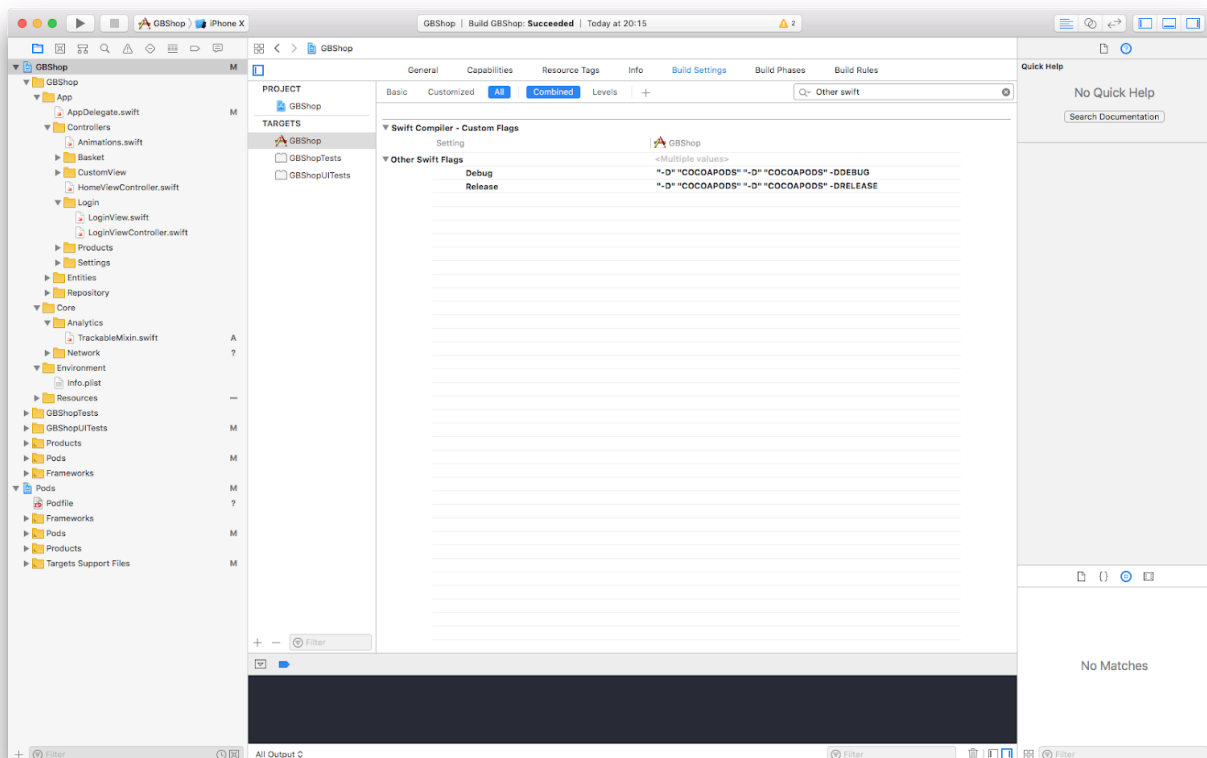 GBShop 〉 iPhone X
GBShop | Build GBShop: Succeeded | Today at 20:15
2
GBShop M
GBShop
App
AppDelegate.swift M
Controllers
Animations.swift
Basket
CustomView
HomeViewController.swift
Login
LoginView.swift
LoginViewController.swift
Products
Settings
Entities
Repository
Core
Analytics
TrackableMixin.swift A
Network ?
Environment
Info.plist
Resources —
GBShopTests
GBShopUITests M
Products
Pods M
Frameworks
Pods M
Podfile ?
Frameworks
Pods M
Products
Targets Support Files M
Filter
GBShop
General Capabilities Resource Tags Info Build Settings Build Phases Build Rules
PROJECT
GBShop
TARGETS
GBShop
GBShopTests
GBShopUITests
Filter
Basic Customized All Combined Levels +
Other swift
Swift Compiler - Custom Flags
Setting GBShop
Other Swift Flags <Multiple values>
Debug "-D" "COCOAPODS" "-D" "COCOAPODS" -DDEBUG
Release "-D" "COCOAPODS" "-D" "COCOAPODS" -DRELEASE
All Output
Filter
Quick Help
No Quick Help
Search Documentation
{ }
No Matches
Filter